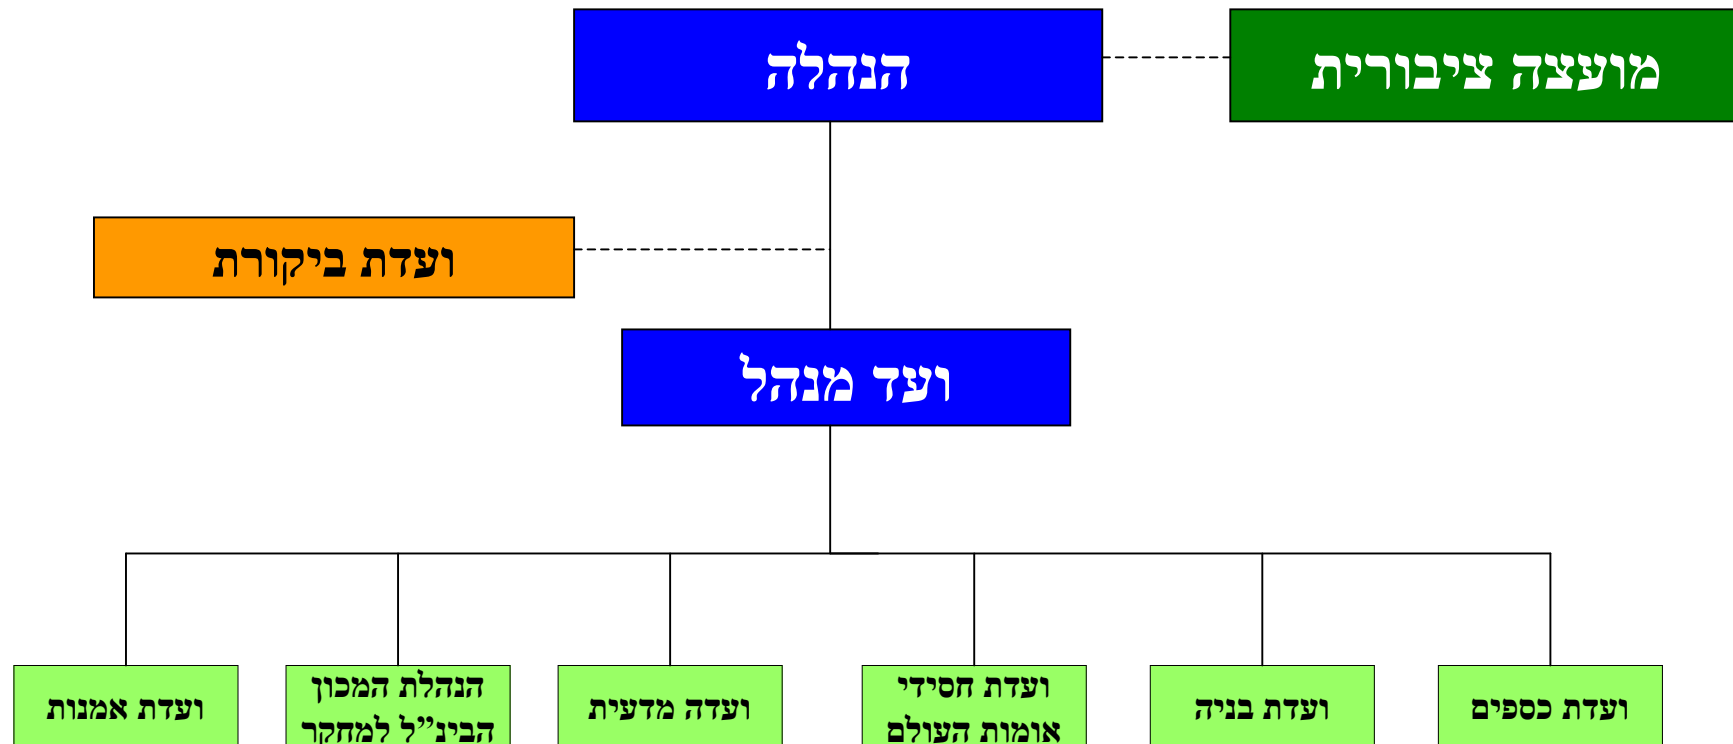 מועצה ציבורית
הנהלה
ועדת ביקורת
ועד מנהל
ועדת כספים
ועדת בניה
ועדת חסידי
אומות העולם
ועדה מדעית
הנהלת המכון
הבינ”ל למחקר
ועדת אמנות